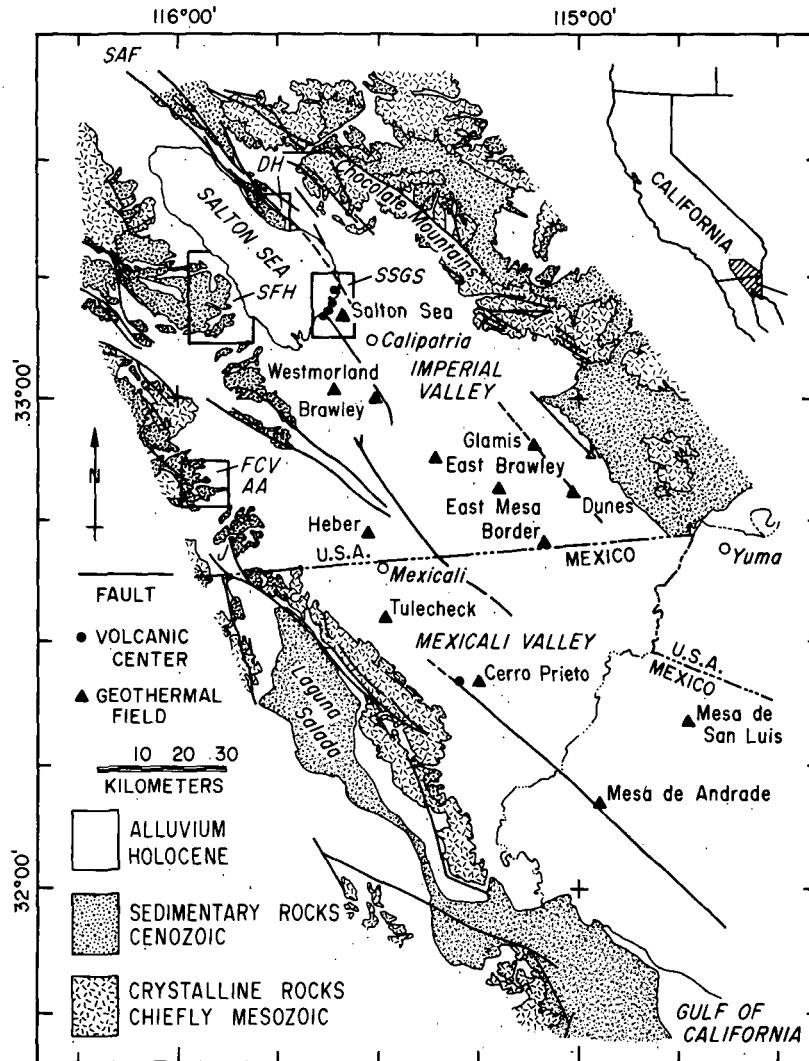 116°00'
115°00'
SAF
DH
Chocolate Mountains
SALTON SEA
CALIFORNIA
SFH
SSGS
Salton Sea
Calipatria
Westmorland
IMPERIAL
VALLEY
33°00'
Brawley
Glamis
East Brawley
FCV
AA
N
East Mesa
Dunes
Border
Heber
U.S.A.
MEXICO
Yuma
Mexicali
FAULT
Tulecheck
VOLCANIC
CENTER
MEXICALI VALLEY
U.S.A.
MEXICO
Cerro Prieto
GEOTHERMAL
FIELD
Laguna
Salada
Mesa de
San Luis
10 20 30
KILOMETERS
Mesa de Andrade
ALLUVIUM
HOLOCENE
32°00'
SEDIMENTARY ROCKS
CENOZOIC
CRYSTALLINE ROCKS
CHIEFLY MESOZOIC
GULF OF
CALIFORNIA